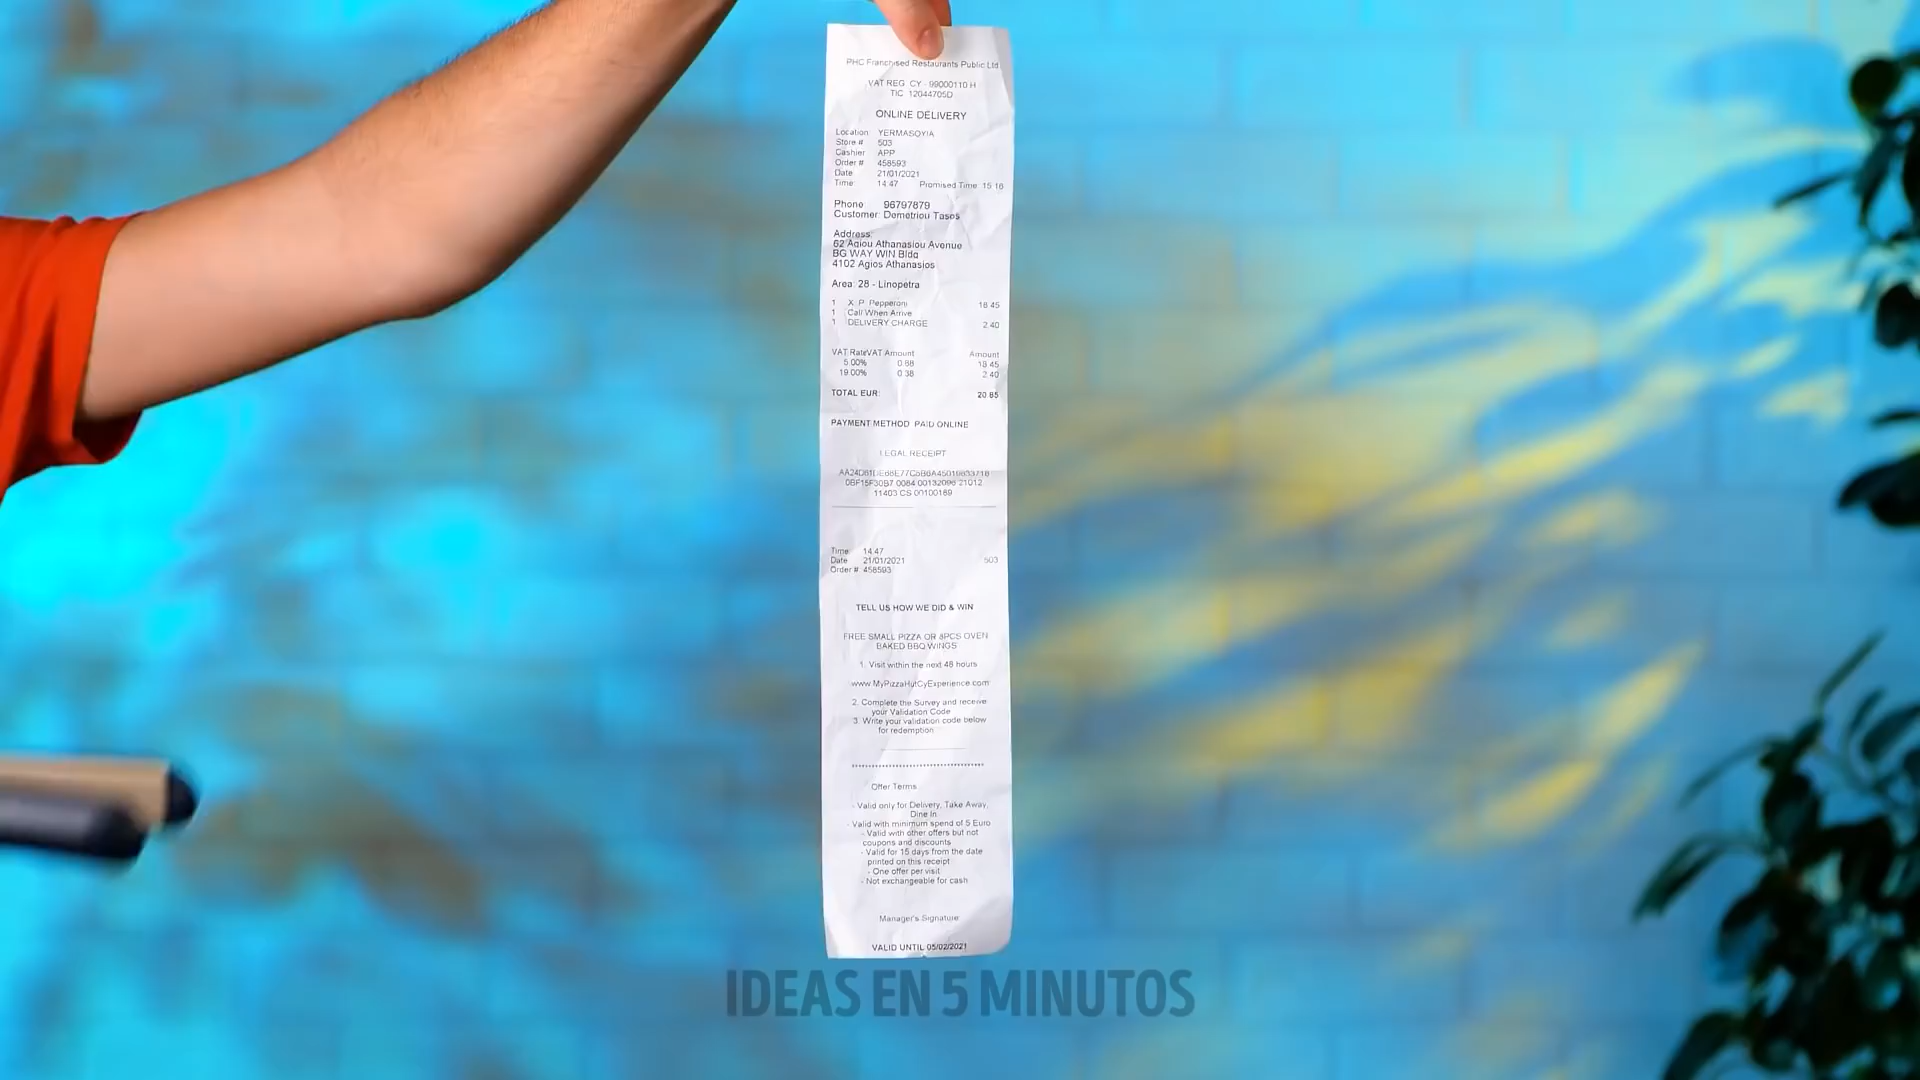 PHC Franchised Restaurants Public Ltd
VAT REG CY - 99000110 H
TIC 12044705D
ONLINE DELIVERY
Location YERMASOYIA
Store # 503
Cashier APP
Order # 458593
Date 21/01/2021
Time: 14 47 Promised Time 15 16
Phone 96797879
Customer: Demetriou Tasos
Address:
62 Agiou Athanasiou Avenue
BG WAY WIN Bldg
4102 Agios Athanasios
Area: 28 - Linopetra
1 X P Pepperoni 18 45
1 Call When Arrive
1 DELIVERY CHARGE 2.40
VAT Rate VAT Amount Amount
5 00% 0 88 18 45
19 00% 0 38 2 40
TOTAL EUR: 20 85
PAYMENT METHOD PAID ONLINE
LEGAL RECEIPT
0084 00132096 21012
11403 CS 00100189
Time 14 47
Date 21/01/2021 503
Order # 458593
TELL US HOW WE DID & WIN
FREE SMALL PIZZA OR 8PCS OVEN
BAKED BBQ WINGS
1. Visit within the next 48 hours
www MyPizzaHutCyExperience com
2. Complete the Survey and receive
your Validation Code
3. Write your validation code below
for redemption
Offer Terms
- Valid only for Delivery, Take Away,
Dine In
- Valid with minimum spend of 5 Euro
- Valid with other offers but not
coupons and discounts
- Valid for 15 days from the date
printed on this receipt
- One offer per visit
- Not exchangeable for cash
Manager's Signature
VALID UNTIL 05/02/2021
IDEAS EN 5 MINUTOS